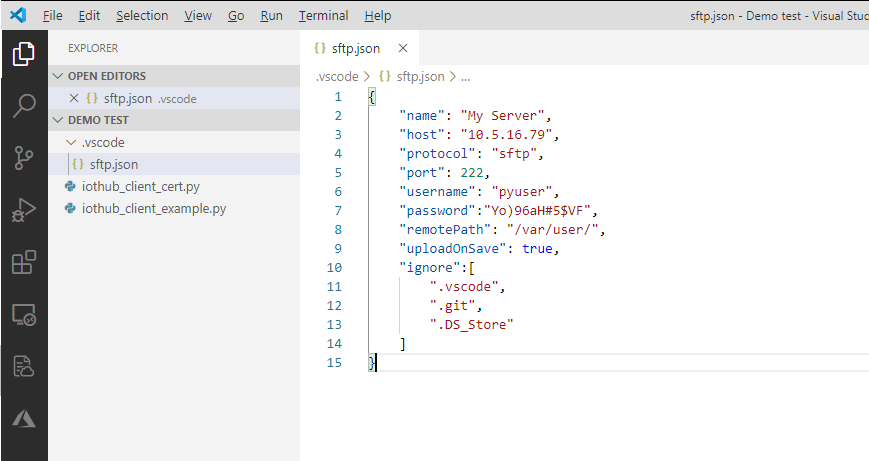 File Edit Selection View Go Run Terminal Help sftp.json - Demo test - Visual Stud
EXPLORER
OPEN EDITORS
sftp.json .vscode
DEMO TEST
.vscode
{} sftp.json
iothub_client_cert.py
iothub_client_example.py
{} sftp.json
.vscode > {} sftp.json > ...
1 {
2 "name": "My Server",
3 "host": "10.5.16.79",
4 "protocol": "sftp",
5 "port": 222,
6 "username": "pyuser",
7 "password":"Yo)96aH#5$VF",
8 "remotePath": "/var/user/",
9 "uploadOnSave": true,
10 "ignore":[
11 ".vscode",
12 ".git",
13 ".DS_Store"
14 ]
15 }